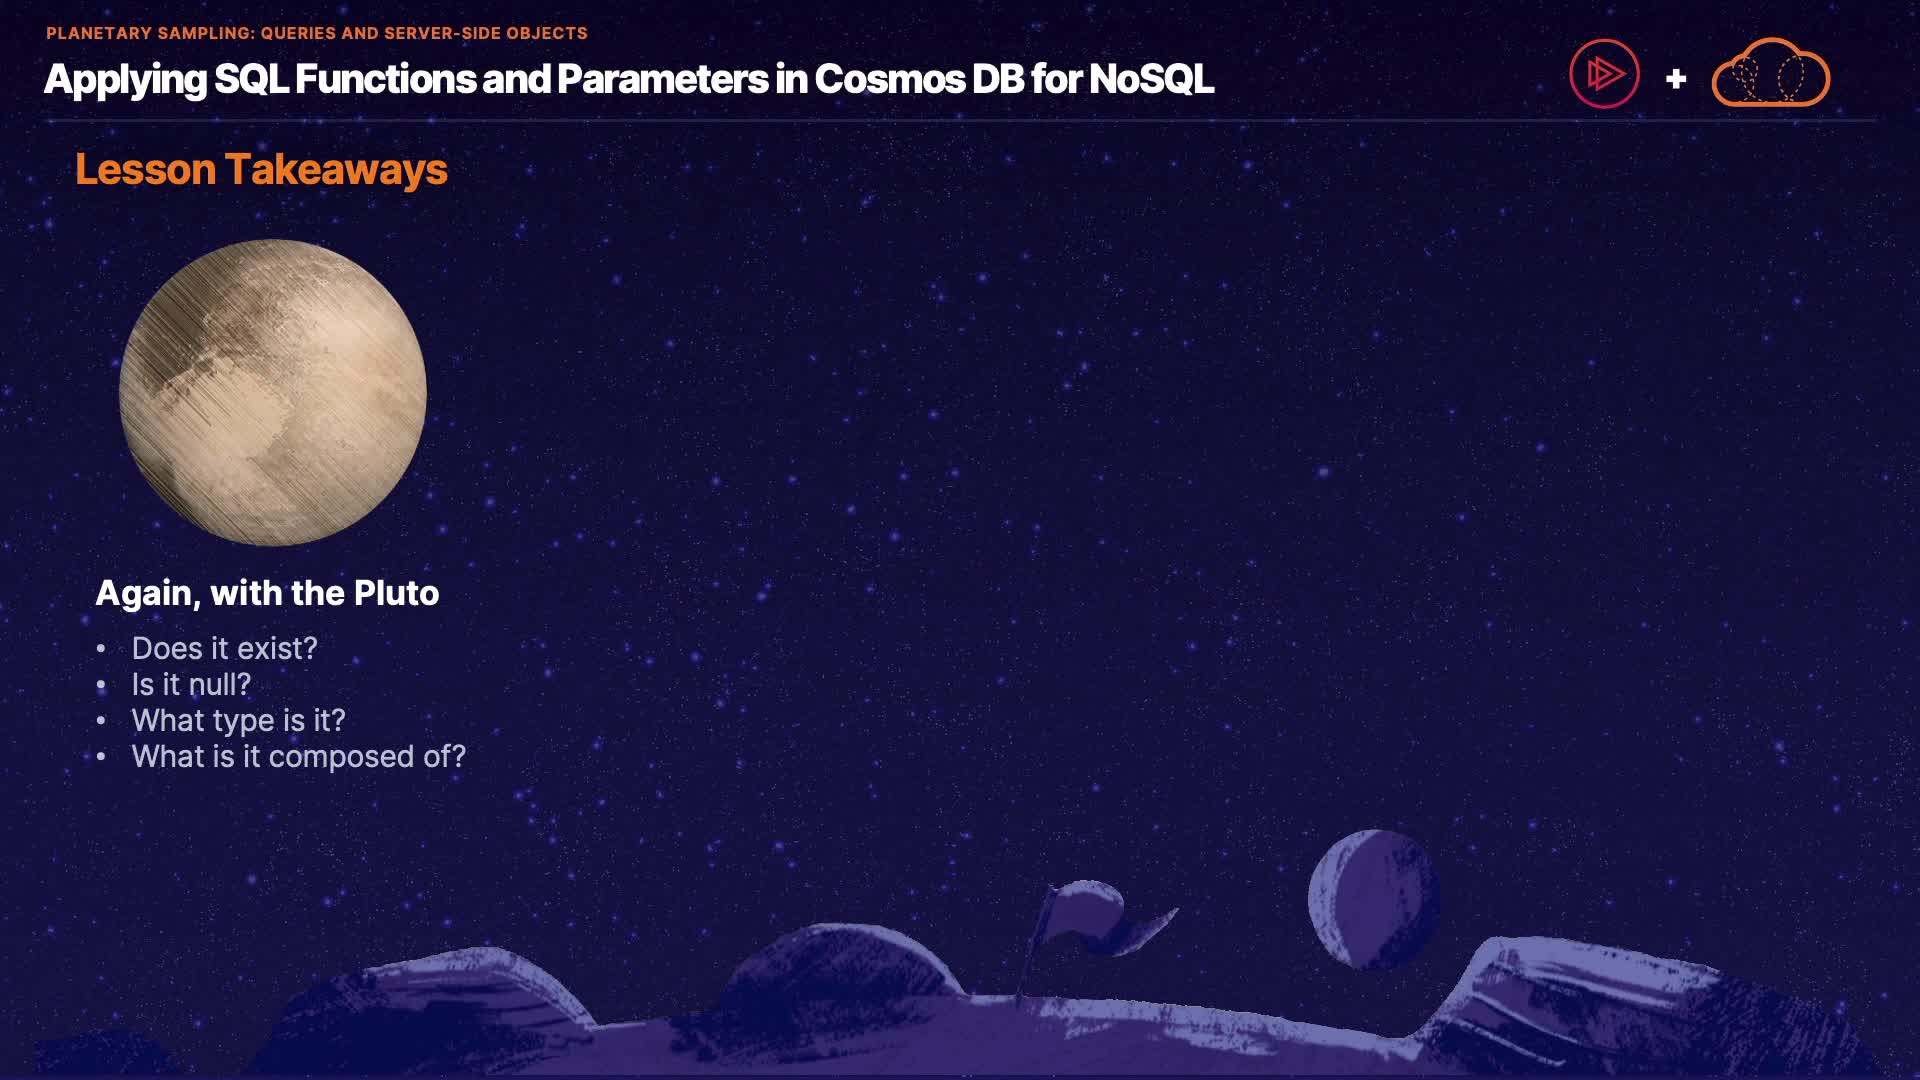 PLANETARY SAMPLING: QUERIES AND SERVER-SIDE OBJECTS
Applying SQL Functions and Parameters in Cosmos DB for NoSQL
+
Lesson Takeaways
Again, with the Pluto
• Does it exist?
• Is it null?
• What type is it?
• What is it composed of?